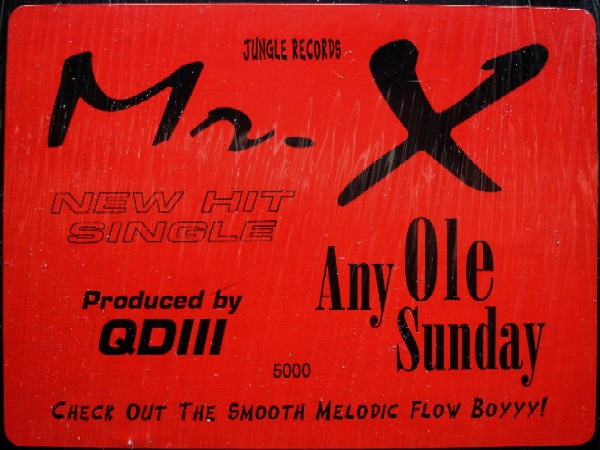 JUNGLE RECORDS
Mr. X
NEW HIT
SINGLE
Any Ole
Sunday
Produced by
QDIII
5000
CHECK OUT THE SMOOTH MELODIC FLOW BOYYY!